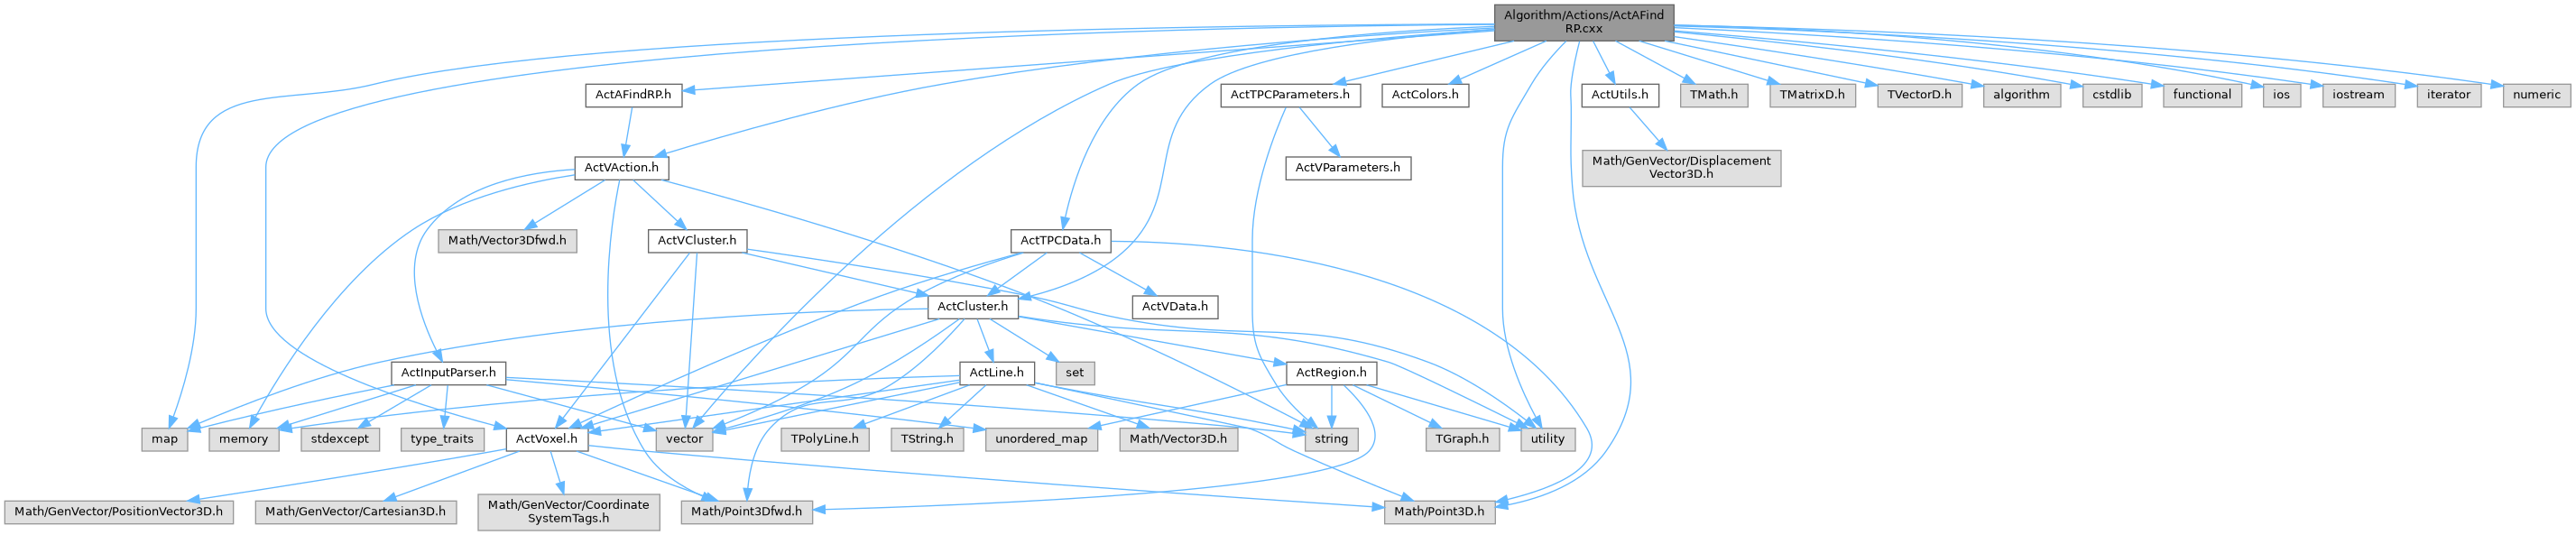 Algorithm/Actions/ActAFind
RP.cxx
ActAFindRP.h
ActTPCParameters.h
ActColors.h
ActUtils.h
TMath.h
TMatrixD.h
TVectorD.h
algorithm
cstdlib
functional
ios
iostream
iterator
numeric
ActVAction.h
ActVParameters.h
Math/GenVector/Displacement
Vector3D.h
Math/Vector3Dfwd.h
ActVCluster.h
ActTPCData.h
ActCluster.h
ActVData.h
ActInputParser.h
ActLine.h
set
ActRegion.h
map
memory
stdexcept
type_traits
ActVoxel.h
vector
TPolyLine.h
TString.h
unordered_map
Math/Vector3D.h
string
TGraph.h
utility
Math/GenVector/PositionVector3D.h
Math/GenVector/Cartesian3D.h
Math/GenVector/Coordinate
SystemTags.h
Math/Point3Dfwd.h
Math/Point3D.h